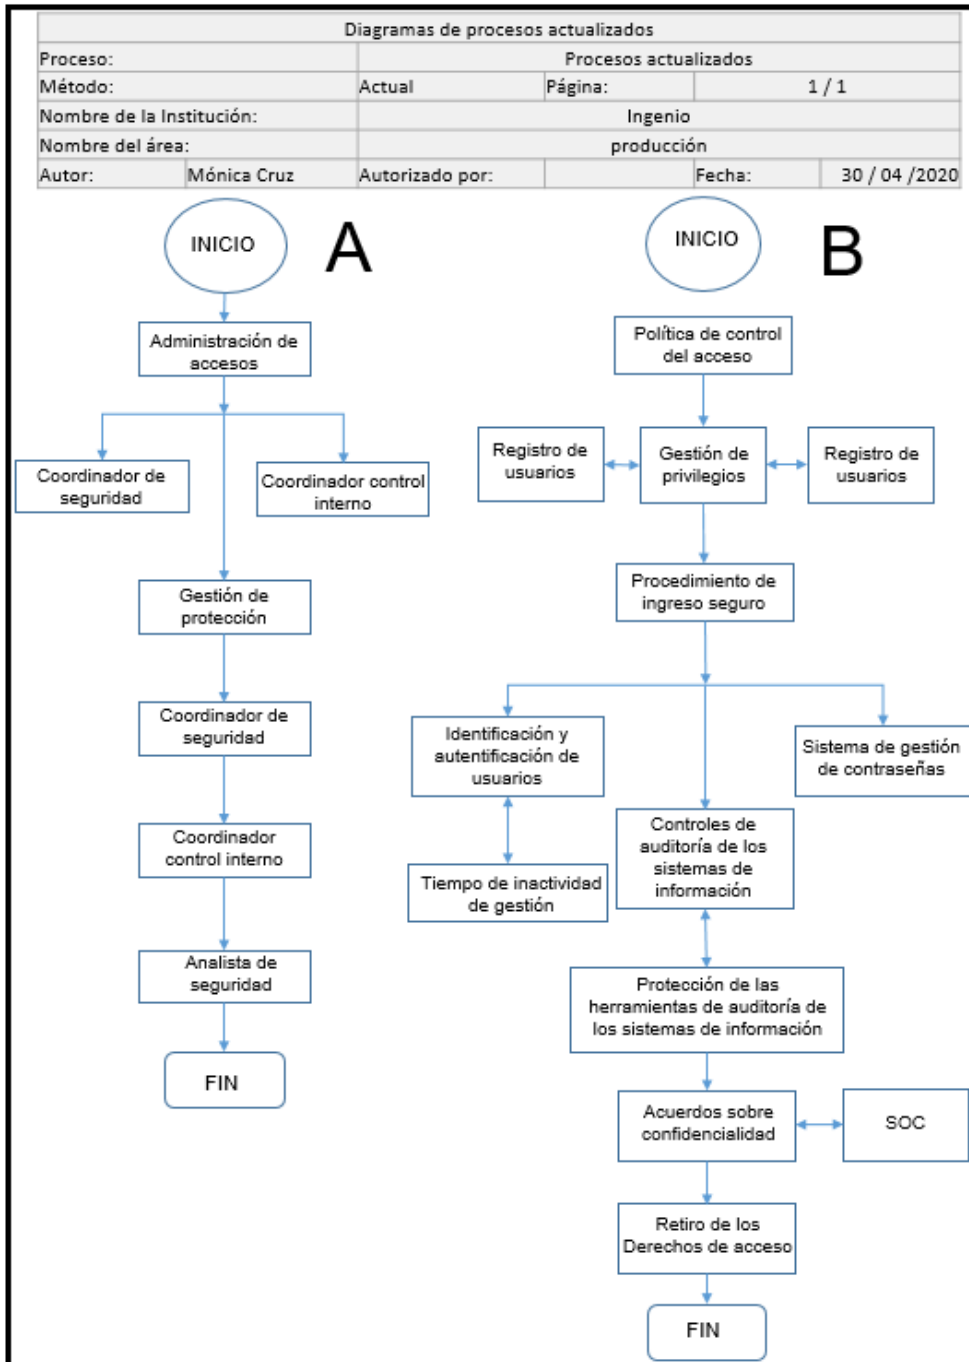 Diagramas de procesos actualizados
Proceso: Procesos actualizados
Método: Actual Página: 1 / 1
Nombre de la Institución: Ingenio
Nombre del área: producción
Autor: Mónica Cruz Autorizado por: Fecha: 30 / 04 /2020
A
INICIO
Administración de
accesos
Coordinador de
seguridad
Coordinador control
interno
Gestión de
protección
Coordinador de
seguridad
Coordinador
control interno
Analista de
seguridad
FIN
B
INICIO
Política de control
del acceso
Registro de
usuarios
Gestión de
privilegios
Registro de
usuarios
Procedimiento de
ingreso seguro
Identificación y
autentificación de
usuarios
Sistema de gestión
de contraseñas
Tiempo de inactividad
de gestión
Controles de
auditoría de los
sistemas de
información
Protección de las
herramientas de auditoría de
los sistemas de información
Acuerdos sobre
confidencialidad
SOC
Retiro de los
Derechos de acceso
FIN